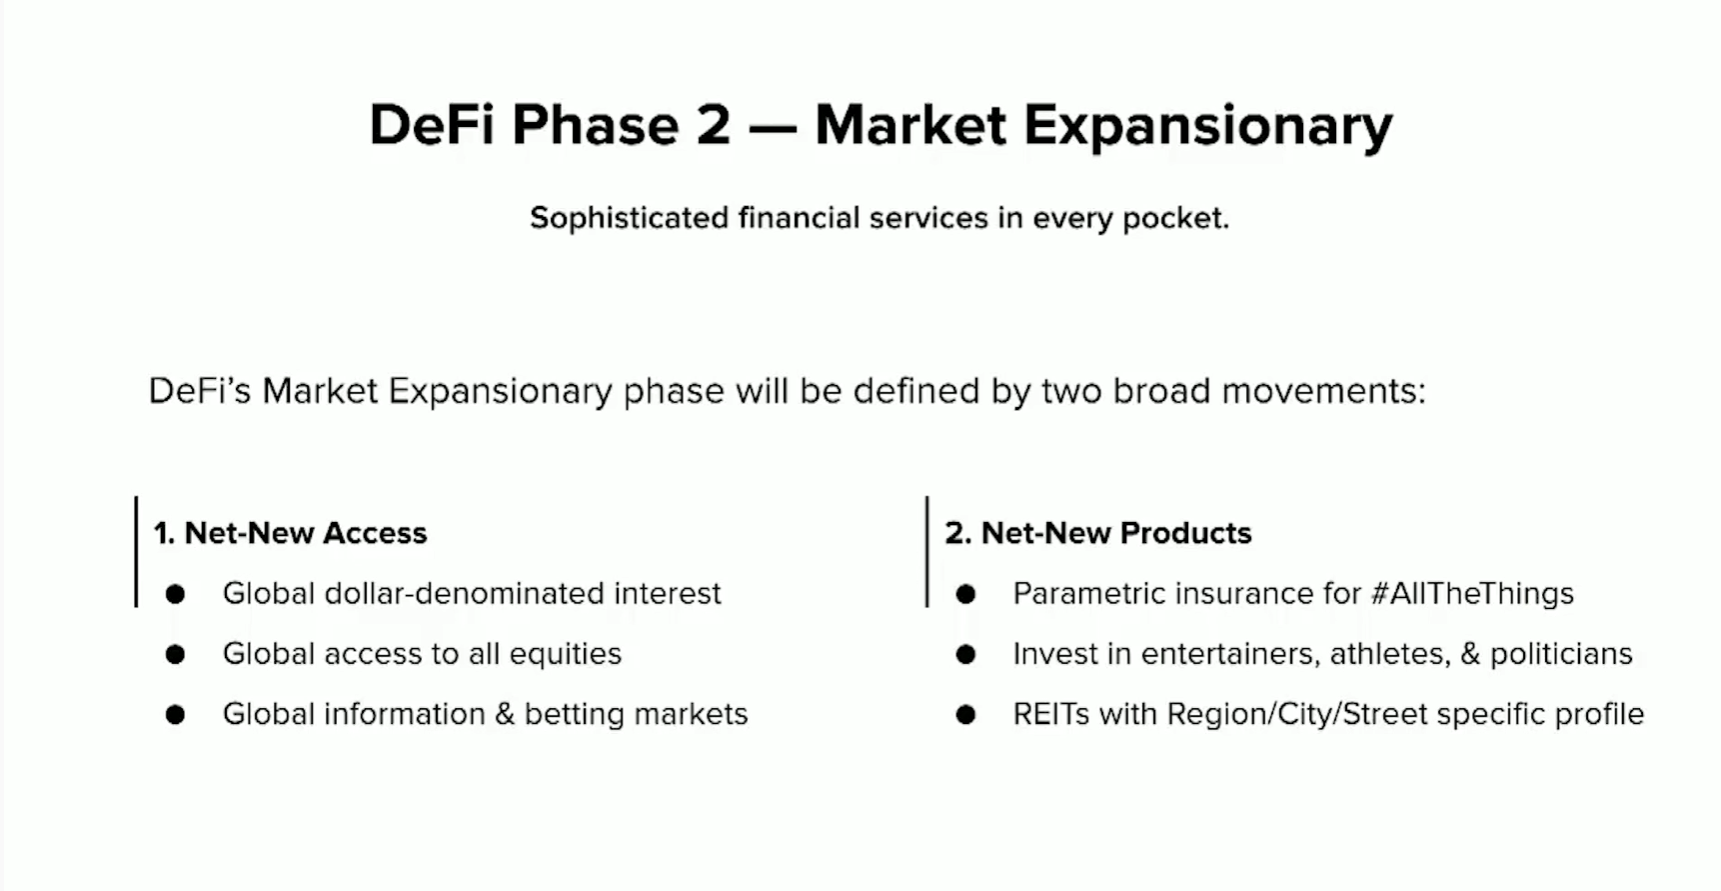 DeFi Phase 2 — Market Expansionary
Sophisticated financial services in every pocket.
DeFi’s Market Expansionary phase will be defined by two broad movements:
1. Net-New Access
● Global dollar-denominated interest
● Global access to all equities
● Global information & betting markets
2. Net-New Products
● Parametric insurance for #AllTheThings
● Invest in entertainers, athletes, & politicians
● REITs with Region/City/Street specific profile